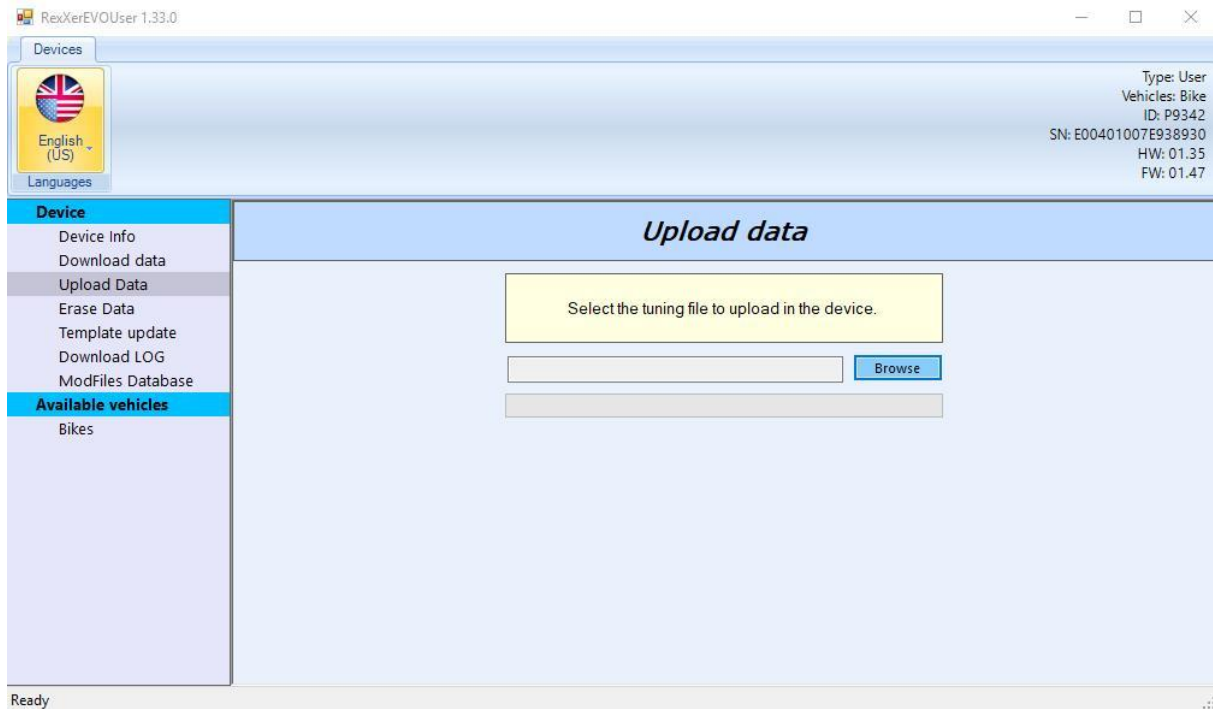 RexXerEVOUser 1.33.0
Devices
English
(US)
Languages
Type: User
Vehicles: Bike
ID: P9342
SN: E00401007E938930
HW: 01.35
FW: 01.47
Device
Device Info
Download data
Upload Data
Erase Data
Template update
Download LOG
ModFiles Database
Available vehicles
Bikes
Upload data
Select the tuning file to upload in the device.
Browse
Ready